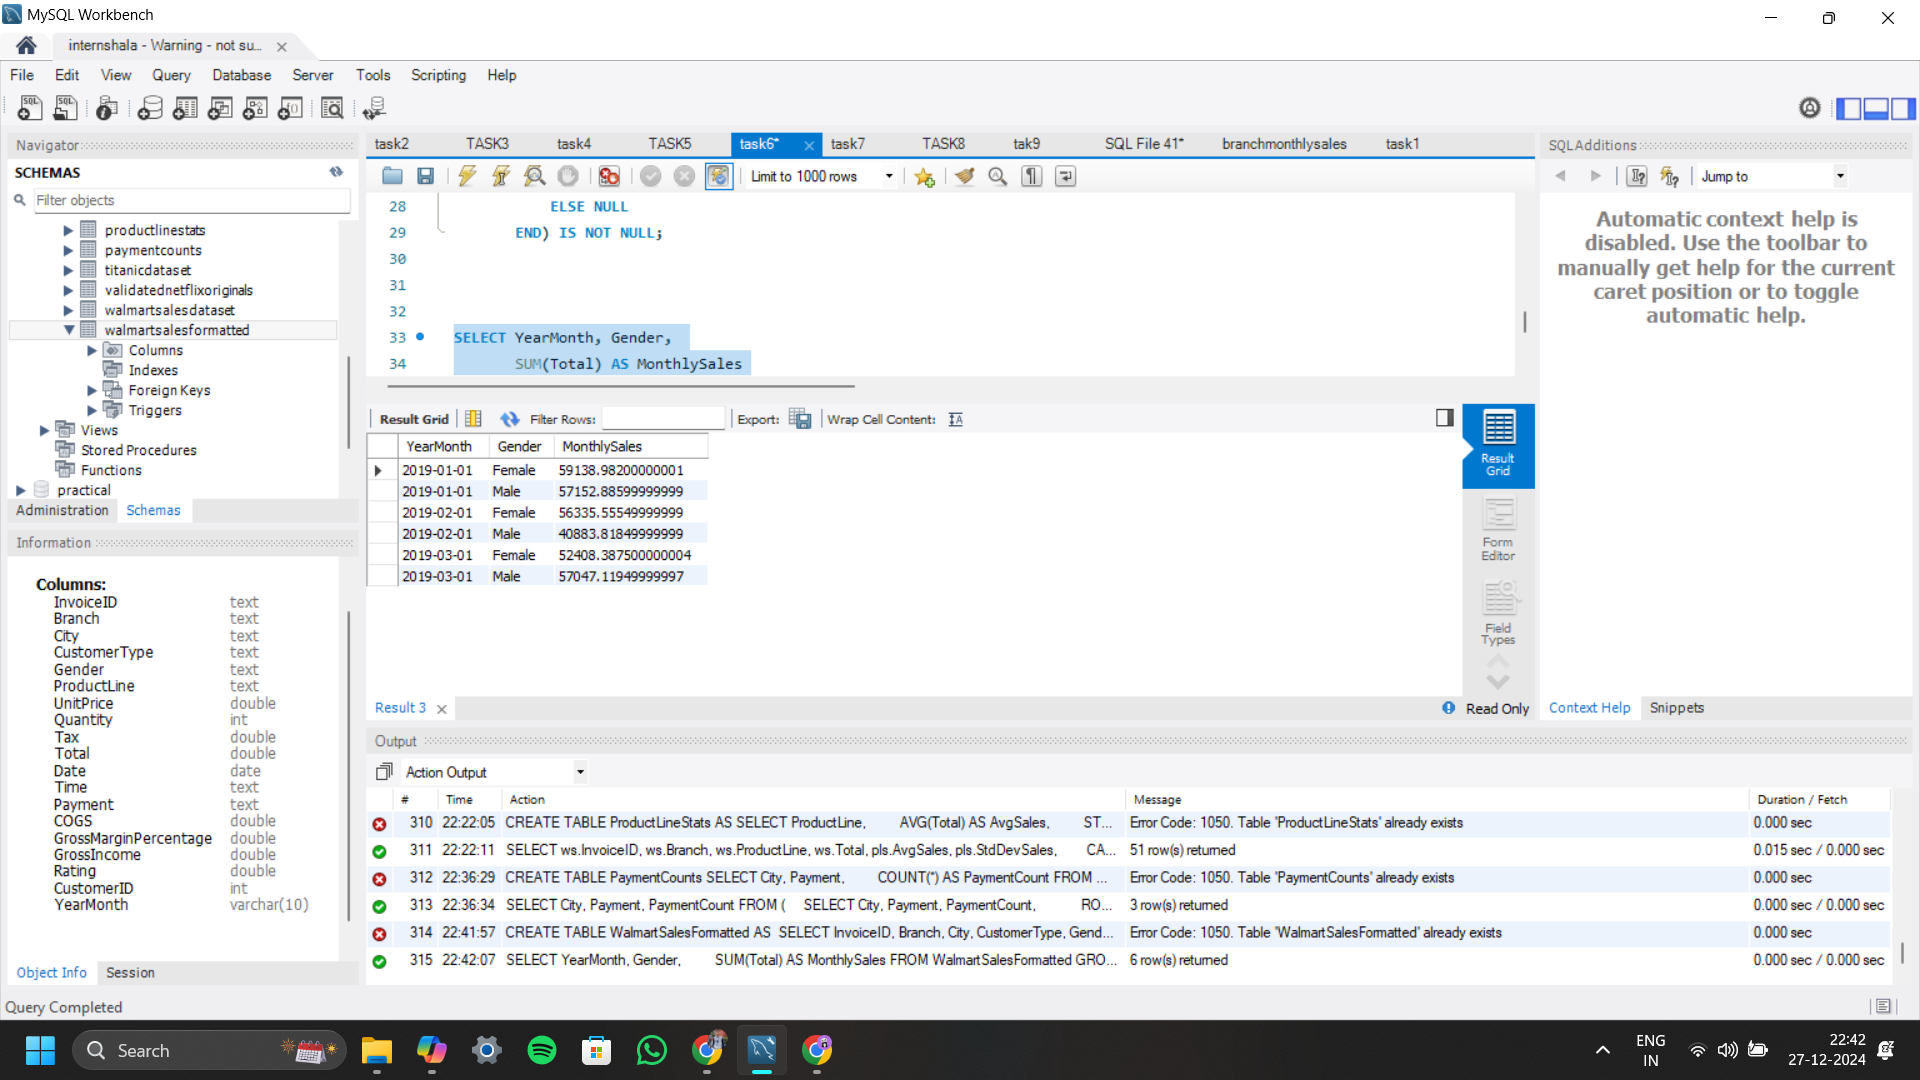 MySQL Workbench
internshala - Warning - not su...
File Edit View Query Database Server Tools Scripting Help
Navigator
SCHEMAS
Filter objects
productlinestats
paymentcounts
titanicdataset
validatednetflixoriginals
walmartsalesdataset
walmartsalesformatted
Columns
Indexes
Foreign Keys
Triggers
Views
Stored Procedures
Functions
practical
Administration Schemas
Information
Columns:
InvoiceID text
Branch text
City text
CustomerType text
Gender text
ProductLine text
UnitPrice double
Quantity int
Tax double
Total double
Date date
Time text
Payment text
COGS double
GrossMarginPercentage double
GrossIncome double
Rating double
CustomerID int
YearMonth varchar(10)
Object Info Session
Query Completed
task2 TASK3 task4 TASK5 task6* task7 TASK8 tak9 SQL File 41* branchmonthlysales task1
Limit to 1000 rows
28 ELSE NULL
29 END) IS NOT NULL;
30
31
32
33 SELECT YearMonth, Gender,
34 SUM(Total) AS MonthlySales
Result Grid Filter Rows: Export: Wrap Cell Content:
YearMonth Gender MonthlySales
2019-01-01 Female 59138.98200000001
2019-01-01 Male 57152.88599999999
2019-02-01 Female 56335.55549999999
2019-02-01 Male 40883.81849999999
2019-03-01 Female 52408.387500000004
2019-03-01 Male 57047.11949999997
Result Grid
Form Editor
Field Types
Result 3 Read Only
Output
Action Output
# Time Action Message Duration / Fetch
310 22:22:05 CREATE TABLE ProductLineStats AS SELECT ProductLine, AVG(Total) AS AvgSales, ST... Error Code: 1050. Table 'ProductLineStats' already exists 0.000 sec
311 22:22:11 SELECT ws.InvoiceID, ws.Branch, ws.ProductLine, ws.Total, pls.AvgSales, pls.StdDevSales, CA... 51 row(s) returned 0.015 sec / 0.000 sec
312 22:36:29 CREATE TABLE PaymentCounts SELECT City, Payment, COUNT(*) AS PaymentCount FROM ... Error Code: 1050. Table 'PaymentCounts' already exists 0.000 sec
313 22:36:34 SELECT City, Payment, PaymentCount FROM ( SELECT City, Payment, PaymentCount, RO... 3 row(s) returned 0.000 sec / 0.000 sec
314 22:41:57 CREATE TABLE WalmartSalesFormatted AS SELECT InvoiceID, Branch, City, CustomerType, Gend... Error Code: 1050. Table 'WalmartSalesFormatted' already exists 0.000 sec
315 22:42:07 SELECT YearMonth, Gender, SUM(Total) AS MonthlySales FROM WalmartSalesFormatted GRO... 6 row(s) returned 0.000 sec / 0.000 sec
SQLAdditions
Jump to
Automatic context help is
disabled. Use the toolbar to
manually get help for the current
caret position or to toggle
automatic help.
Context Help Snippets
Search
ENG
IN
22:42
27-12-2024